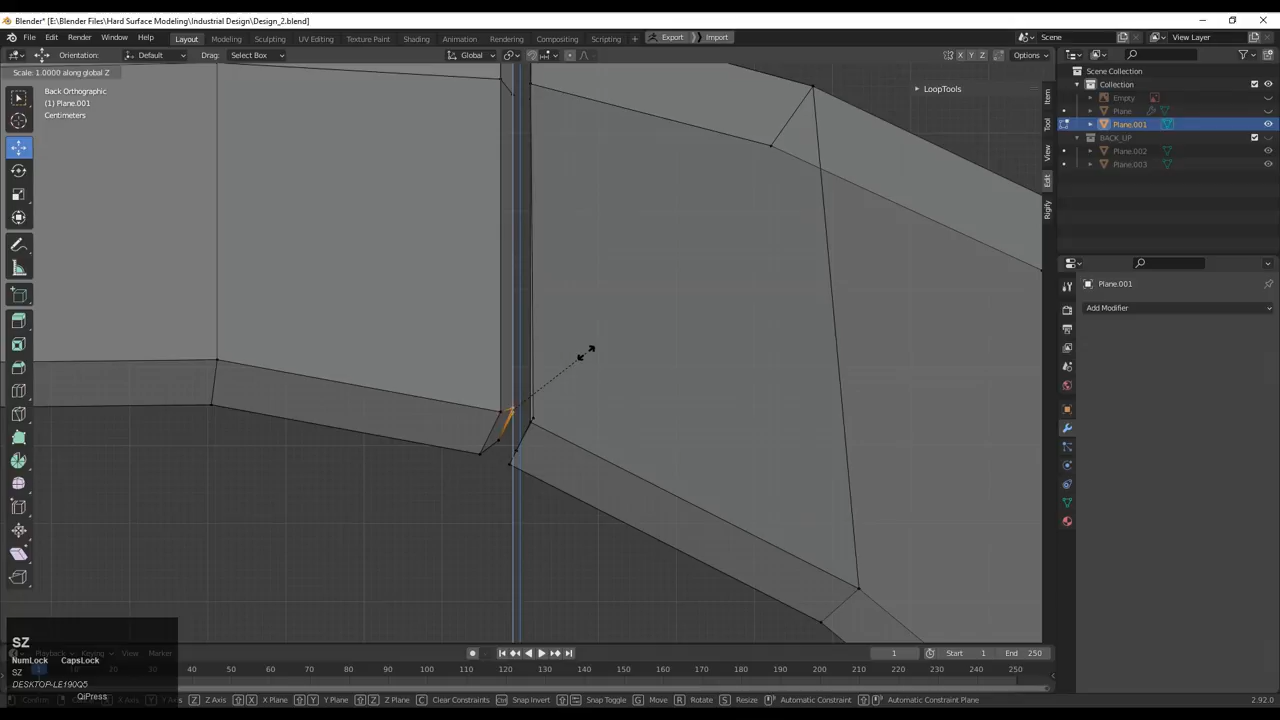 Blender* [E:\Blender Files\Hard Surface Modeling\Industrial Design\Design_2.blend]
File Edit Render Window Help Layout Modeling Sculpting UV Editing Texture Paint Shading Animation Rendering Compositing Scripting + Export Import Scene View Layer
Orientation: Default Drag: Select Box Global X Y Z Options
Scale: 1.0000 along global Z
Back Orthographic
(1) Plane.001
Centimeters
LoopTools
Item
Tool
View
Edit
Rigify
Scene Collection
Collection
Empty
Plane
Plane.001
BACK_UP
Plane.002
Plane.003
Plane.001
Add Modifier
SZ
NumLock CapsLock
SZ
DESKTOP-LE190Q5
QiPress
Playback Keying View Marker 1 Start 1 End 250
1 40 50 60 70 80 90 100 110 120 130 140 150 160 170 180 190 200 210 220 230 240 250
Z Z Axis X X Plane Y Y Plane Z Z Plane C Clear Constraints Snap Invert Snap Toggle G Move R Rotate S Resize Automatic Constraint Automatic Constraint Plane 2.92.0